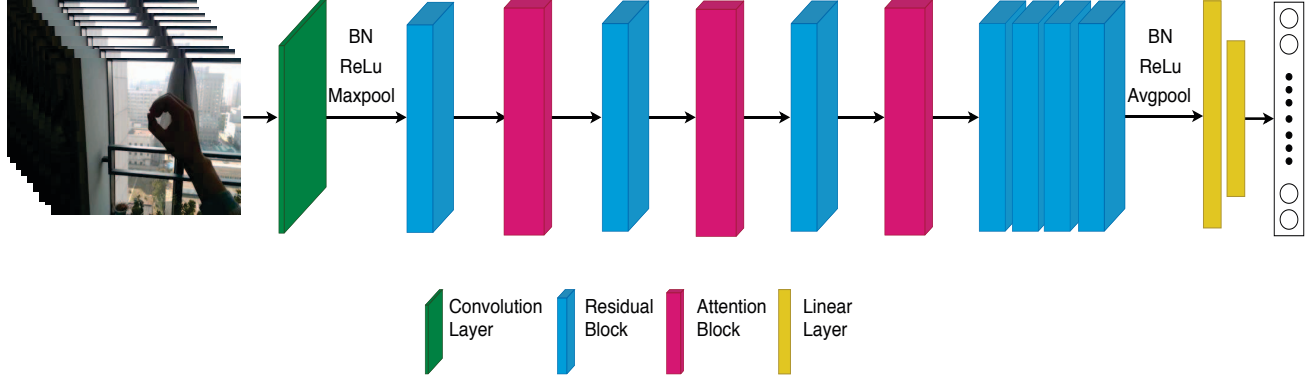 BN
ReLu
Maxpool
BN
ReLu
Avgpool
Convolution
Layer
Residual
Block
Attention
Block
Linear
Layer